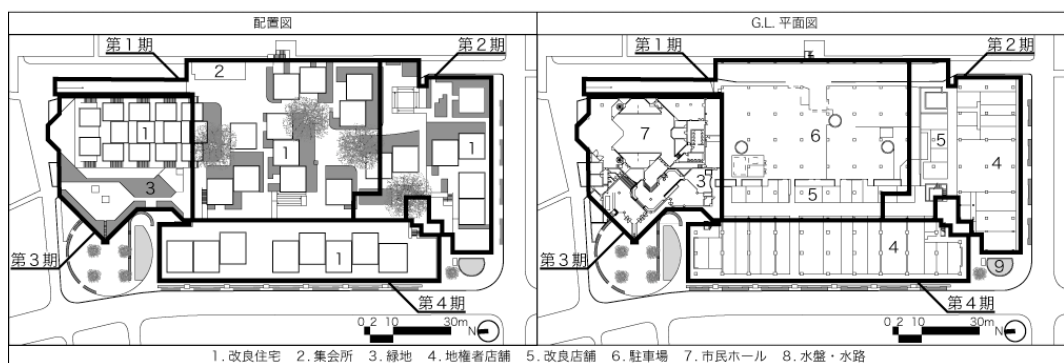 配置図
G.L. 平面図
第1期
第2期
2
1
1
1
3
第3期
1
第4期
0 2 10 30m N
第1期
第2期
7
6
5
4
3
5
第3期
4
9
第4期
0 2 10 30m N
1. 改良住宅 2. 集会所 3. 緑地 4. 地権者店舗 5. 改良店舗 6. 駐車場 7. 市民ホール 8. 水盤・水路